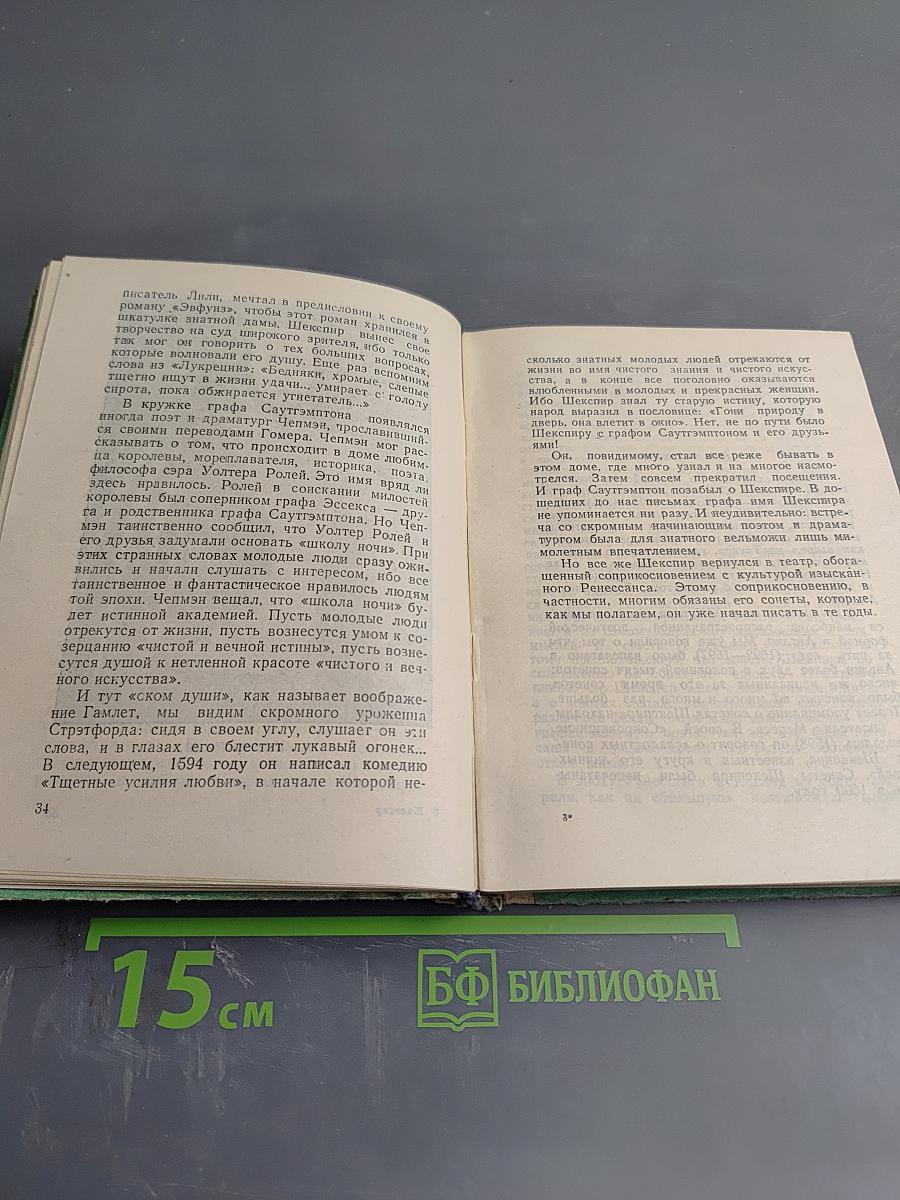 писатель Лили, мечтал в предисловии к своему
роману «Эвфуиз», чтобы этот роман хранился в
шкатулке знатной дамы. Шекспир вынес свое
творчество на суд широкого зрителя, ибо только
так мог он говорить о тех больших вопросах,
которые волновали его душу. Еще раз вспомним
слова из «Лукреции»: «Бедняки, хромые, слепые
тщетно ищут в жизни удачи... умирает с голоду
сирота, пока обжирается угнетатель...»
В кружке графа Саутгэмптона появлялся
иногда поэт и драматург Чепмэн, прославивший-
ся своими переводами Гомера. Чепмэн мог рас-
сказывать о том, что происходит в доме любим-
ца королевы, мореплавателя, историка, поэта,
философа сэра Уолтера Ролей. Это имя вряд ли
здесь нравилось. Ролей в соискании милостей
королевы был соперником графа Эссекса — дру-
га и родственника графа Саутгэмптона. Но Чеп-
мэн таинственно сообщил, что Уолтер Ролей и
его друзья задумали основать «школу ночи». При
этих странных словах молодые люди сразу ожи-
вились и начали слушать с интересом, ибо все
таинственное и фантастическое нравилось людям
той эпохи. Чепмэн вещал, что «школа ночи» бу-
дет истинной академией. Пусть молодые люди
отрекутся от жизни, пусть вознесутся умом к со-
зерцанию «чистой и вечной истины», пусть возне-
сутся душой к нетленной красоте «чистого и веч-
ного искусства».
И тут «оком души», как называет воображе-
ние Гамлет, мы видим скромного уроженца
Стрэтфорда: сидя в своем углу, слушает он эти
слова, и в глазах его блестит лукавый огонек...
В следующем, 1594 году он написал комедию
«Тщетные усилия любви», в начале которой не-
34
сколько знатных молодых людей отрекаются от
жизни во имя чистого знания и чистого искус-
ства, а в конце все поголовно оказываются
влюбленными в молодых и прекрасных женщин.
Ибо Шекспир знал ту старую истину, которую
народ выразил в пословице: «Гони природу в
дверь, она влетит в окно». Нет, не по пути было
Шекспиру с графом Саутгэмптоном и его друзь-
ями!
Он, повидимому, стал все реже бывать в
этом доме, где много узнал и на многое насмо-
трелся. Затем совсем прекратил посещения.
И граф Саутгэмптон позабыл о Шекспире. В до-
шедших до нас письмах графа имя Шекспира
не упоминается ни разу. И неудивительно: встре-
ча со скромным начинающим поэтом и драма-
тургом была для знатного вельможи лишь ми-
молетным впечатлением.
Но все же Шекспир вернулся в театр, обога-
щенный соприкосновением с культурой изыскан-
ного Ренессанса. Этому соприкосновению, в
частности, многим обязаны его сонеты, которые,
как мы полагаем, он уже начал писать в те годы.
3*
15 см
БФ БИБЛИОФАН